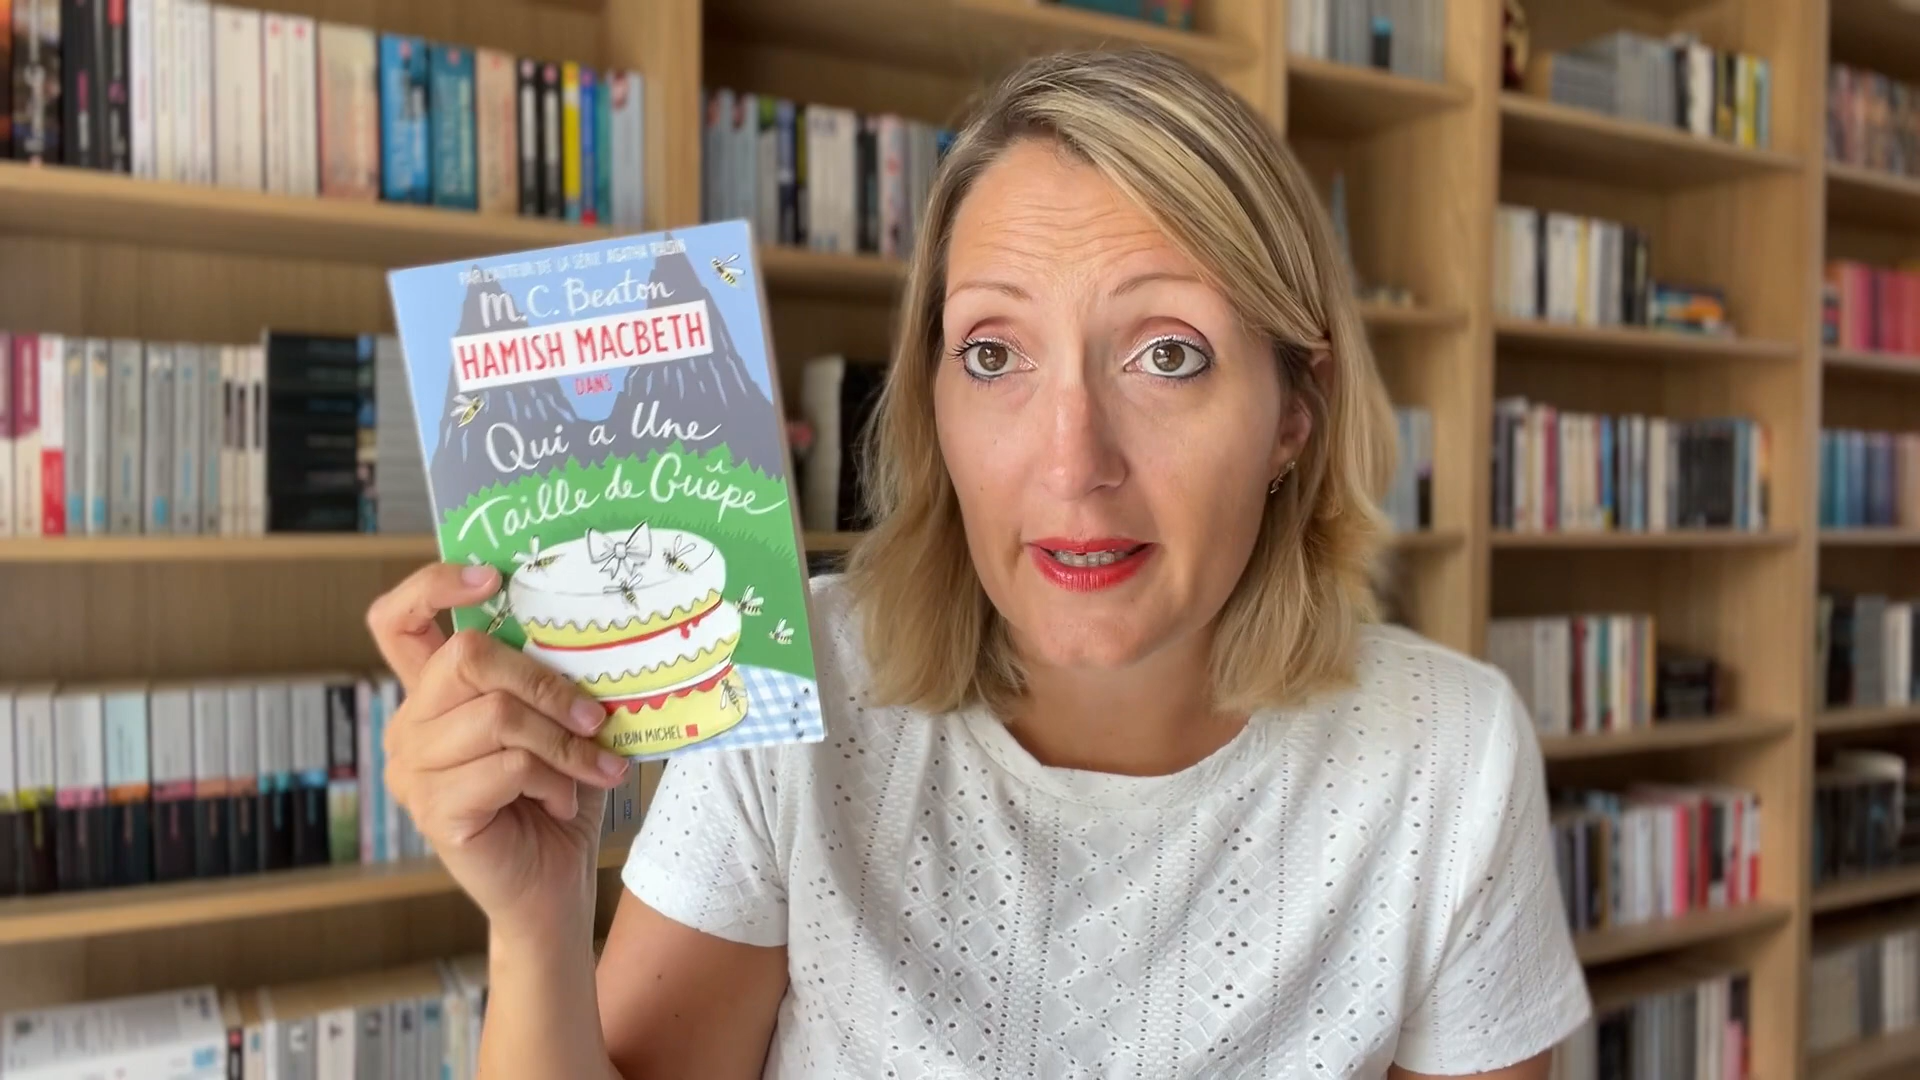 PAR L'AUTEUR DE LA SÉRIE AGATHA RAISIN
M.C. Beaton
HAMISH MACBETH
DANS
Qui a Une
Taille de Guêpe
ALBIN MICHEL